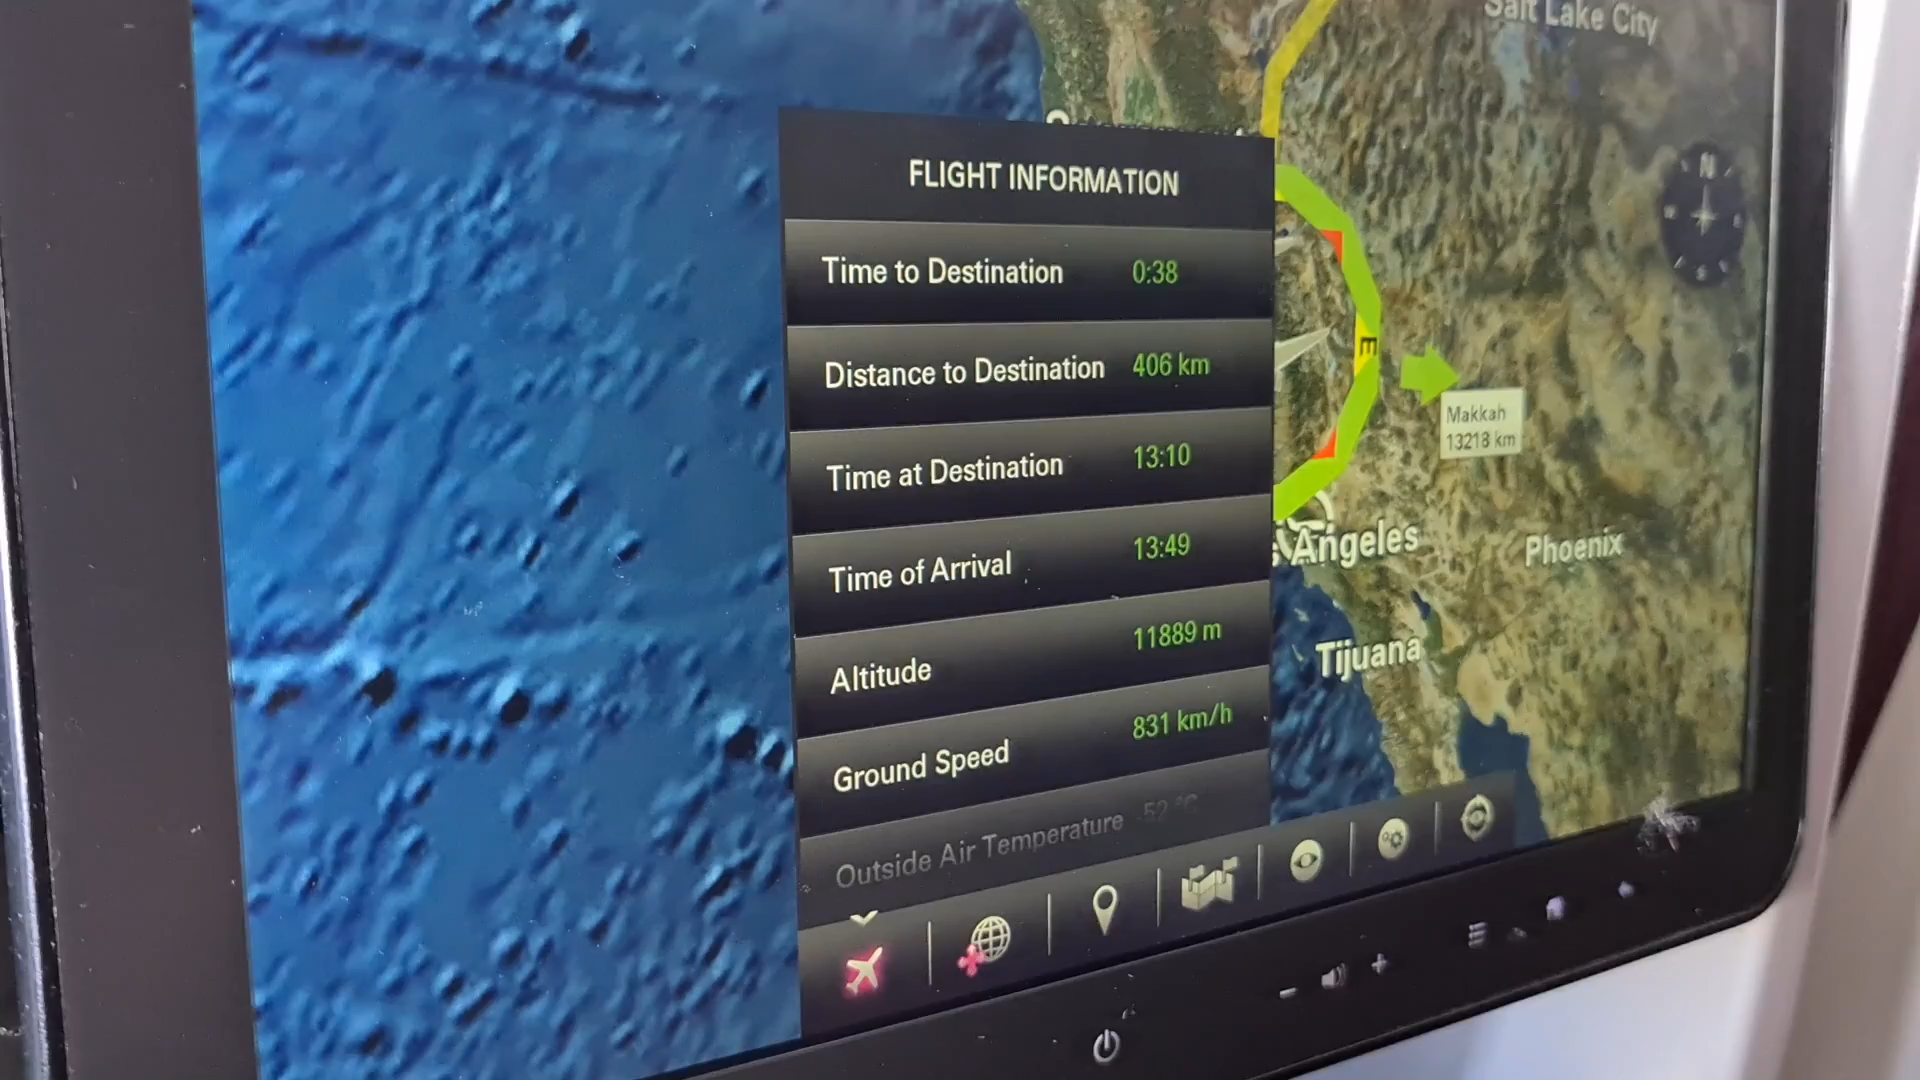 Salt Lake City
FLIGHT INFORMATION
N
Time to Destination 0:38
Distance to Destination 406 km
E
Makkah
13218 km
Time at Destination 13:10
Time of Arrival 13:49
Angeles
Phoenix
Altitude 11889 m
Tijuana
Ground Speed 831 km/h
Outside Air Temperature -52 °C